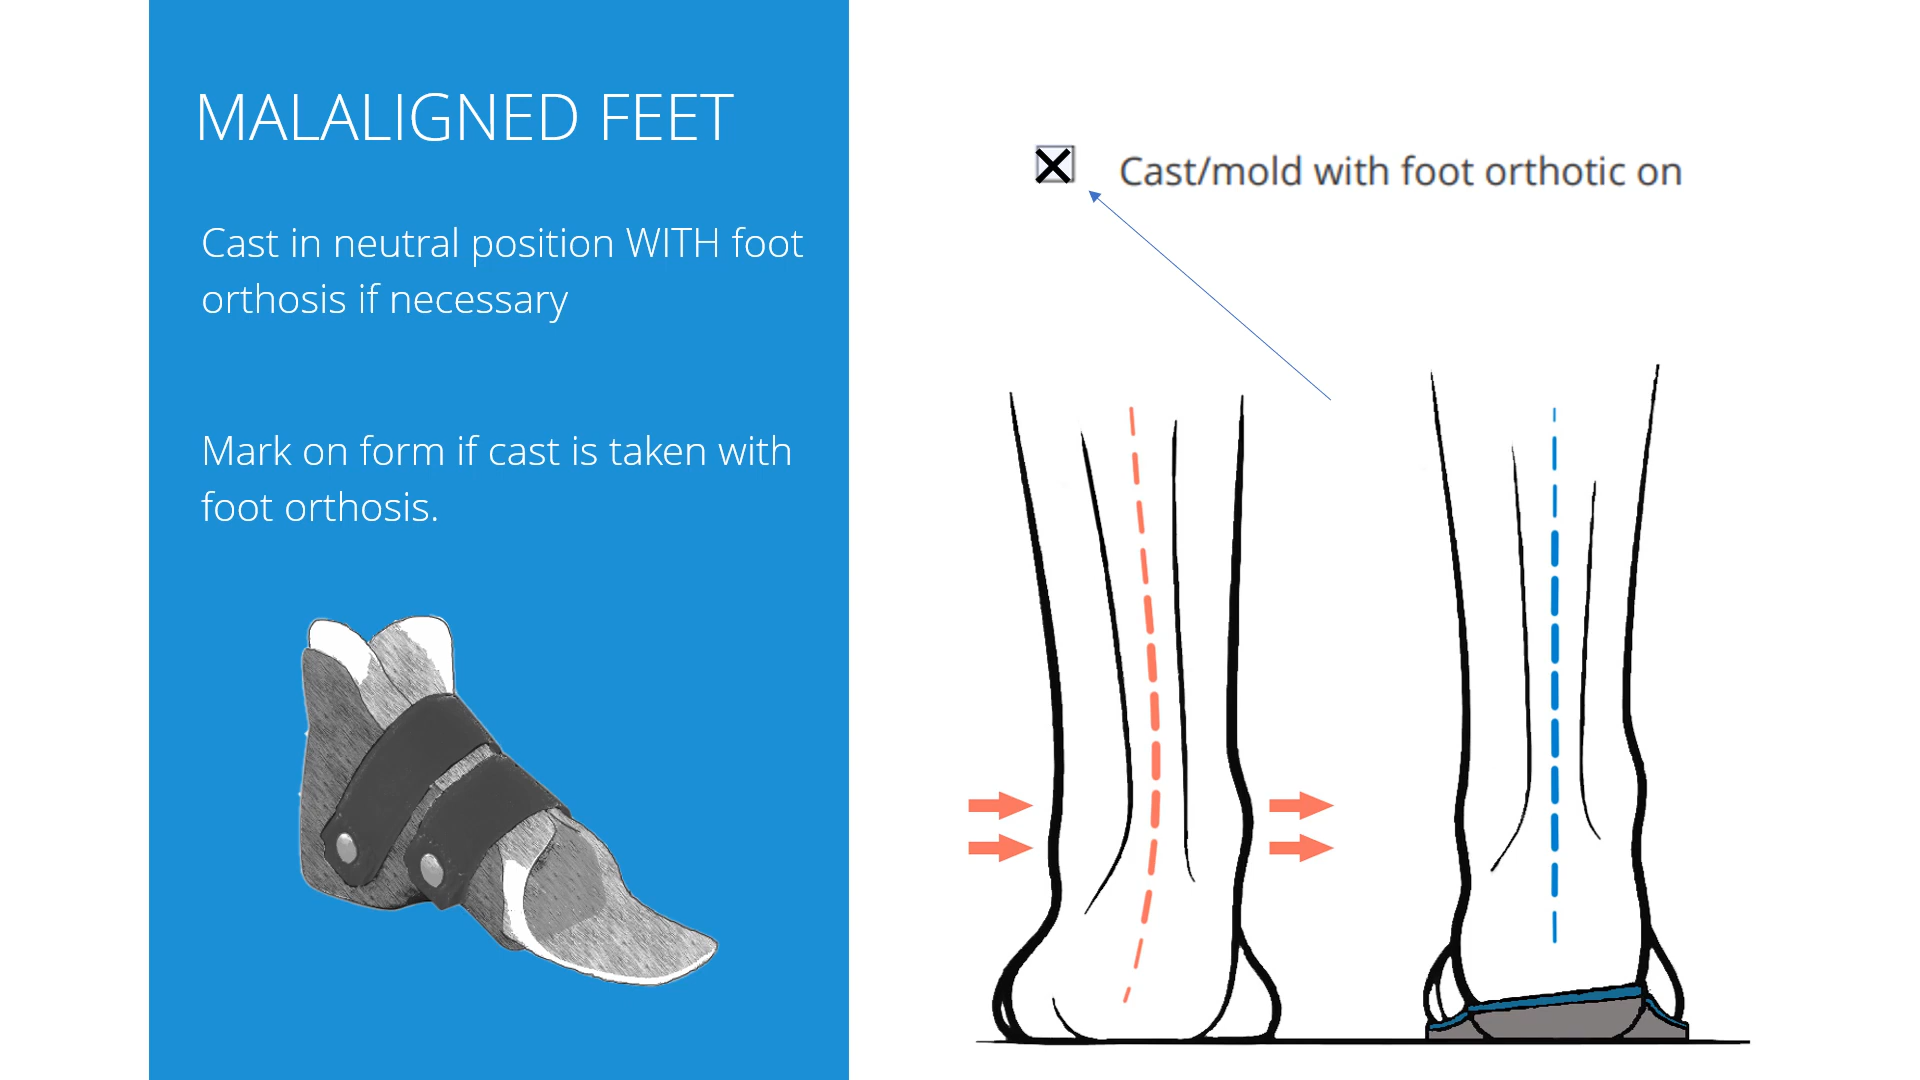 MALALIGNED FEET
Cast in neutral position WITH foot
orthosis if necessary
Mark on form if cast is taken with
foot orthosis.
Cast/mold with foot orthotic on